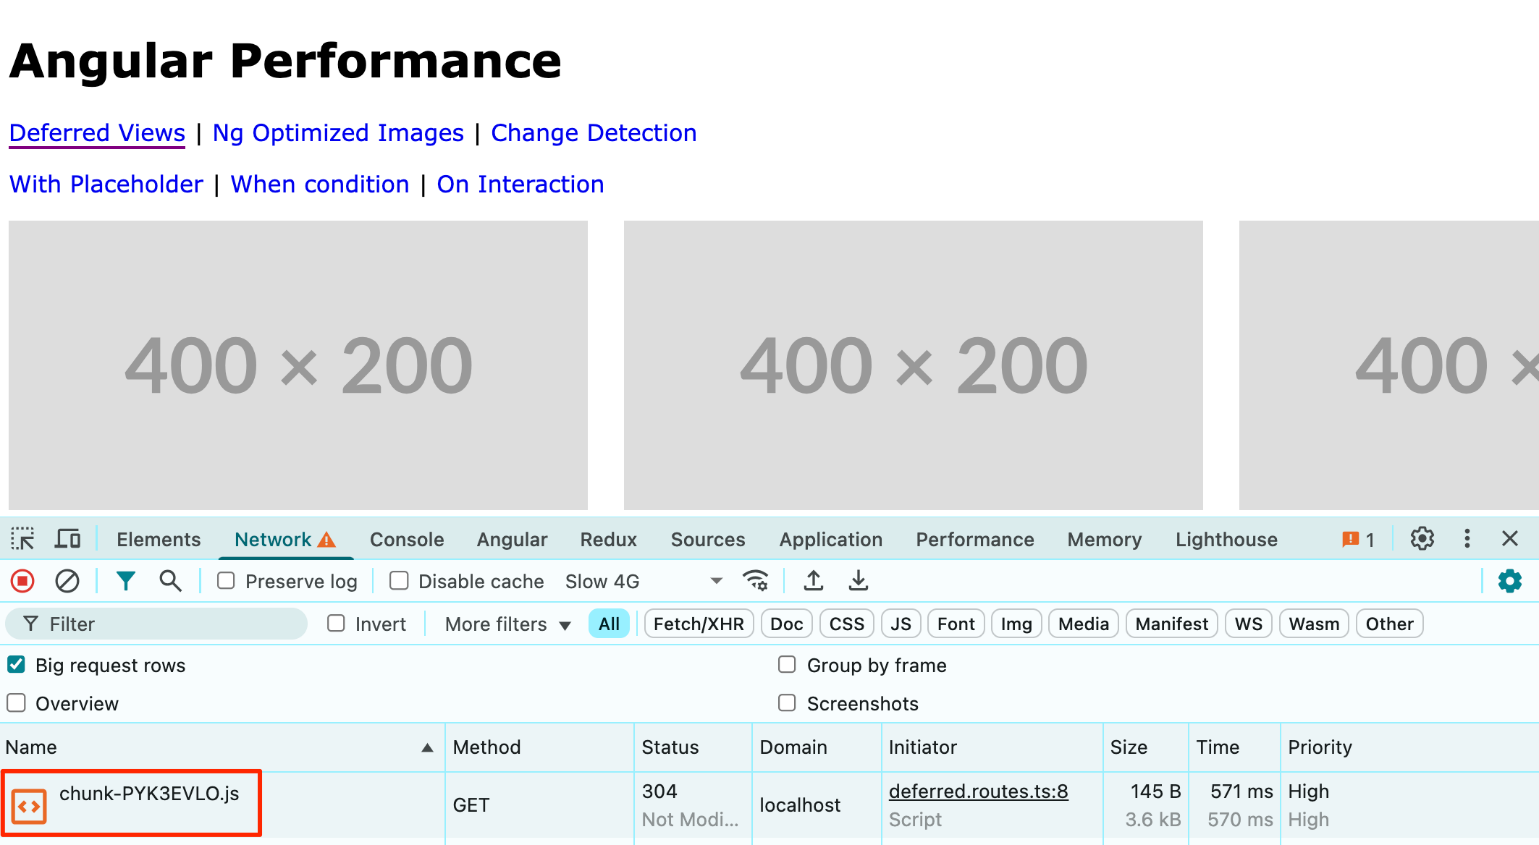 Angular Performance
Deferred Views | Ng Optimized Images | Change Detection
With Placeholder | When condition | On Interaction
400 × 200 400 × 200 400 ×
Elements Network Console Angular Redux Sources Application Performance Memory Lighthouse 1
Preserve log Disable cache Slow 4G
Filter Invert More filters All Fetch/XHR Doc CSS JS Font Img Media Manifest WS Wasm Other
Big request rows Group by frame
Overview Screenshots
Name Method Status Domain Initiator Size Time Priority
chunk-PYK3EVLO.js GET 304 localhost deferred.routes.ts:8 145 B 571 ms High
Not Modi... Script 3.6 kB 570 ms High